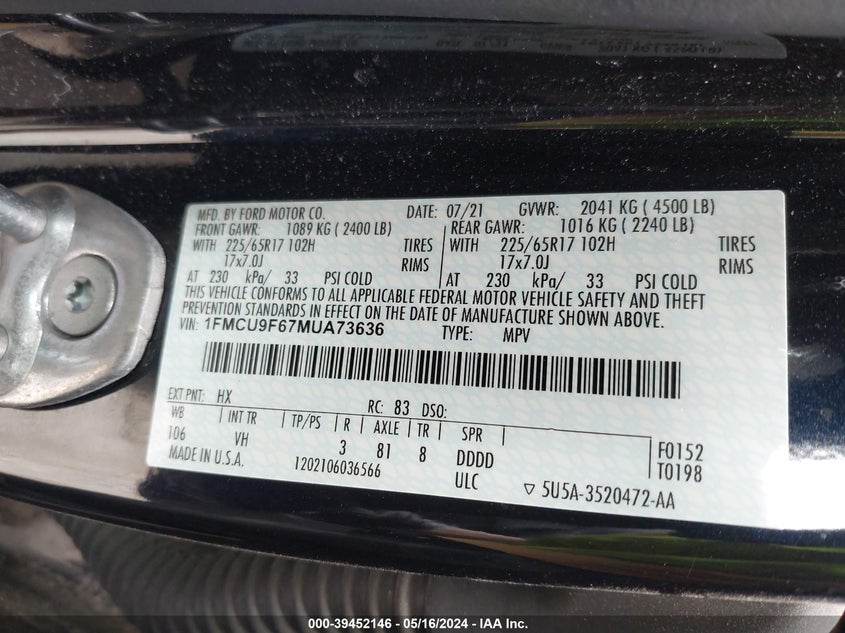 MFD. BY FORD MOTOR CO. DATE: 07/21 GVWR: 2041 KG ( 4500 LB)
FRONT GAWR: 1089 KG ( 2400 LB) REAR GAWR: 1016 KG ( 2240 LB)
WITH 225/65R17 102H TIRES WITH 225/65R17 102H TIRES
17x7.0J RIMS 17x7.0J RIMS
AT 230 kPa/ 33 PSI COLD AT 230 kPa/ 33 PSI COLD
THIS VEHICLE CONFORMS TO ALL APPLICABLE FEDERAL MOTOR VEHICLE SAFETY AND THEFT
PREVENTION STANDARDS IN EFFECT ON THE DATE OF MANUFACTURE SHOWN ABOVE.
VIN: 1FMCU9F67MUA73636 TYPE: MPV
EXT PNT: HX RC: 83 DSO:
WB INT TR TP/PS R AXLE TR SPR
106 VH 3 81 8 DDDD F0152
MADE IN U.S.A. 1202106036566 ULC T0198
5U5A-3520472-AA
000-39452146 - 05/16/2024 - IAA Inc.